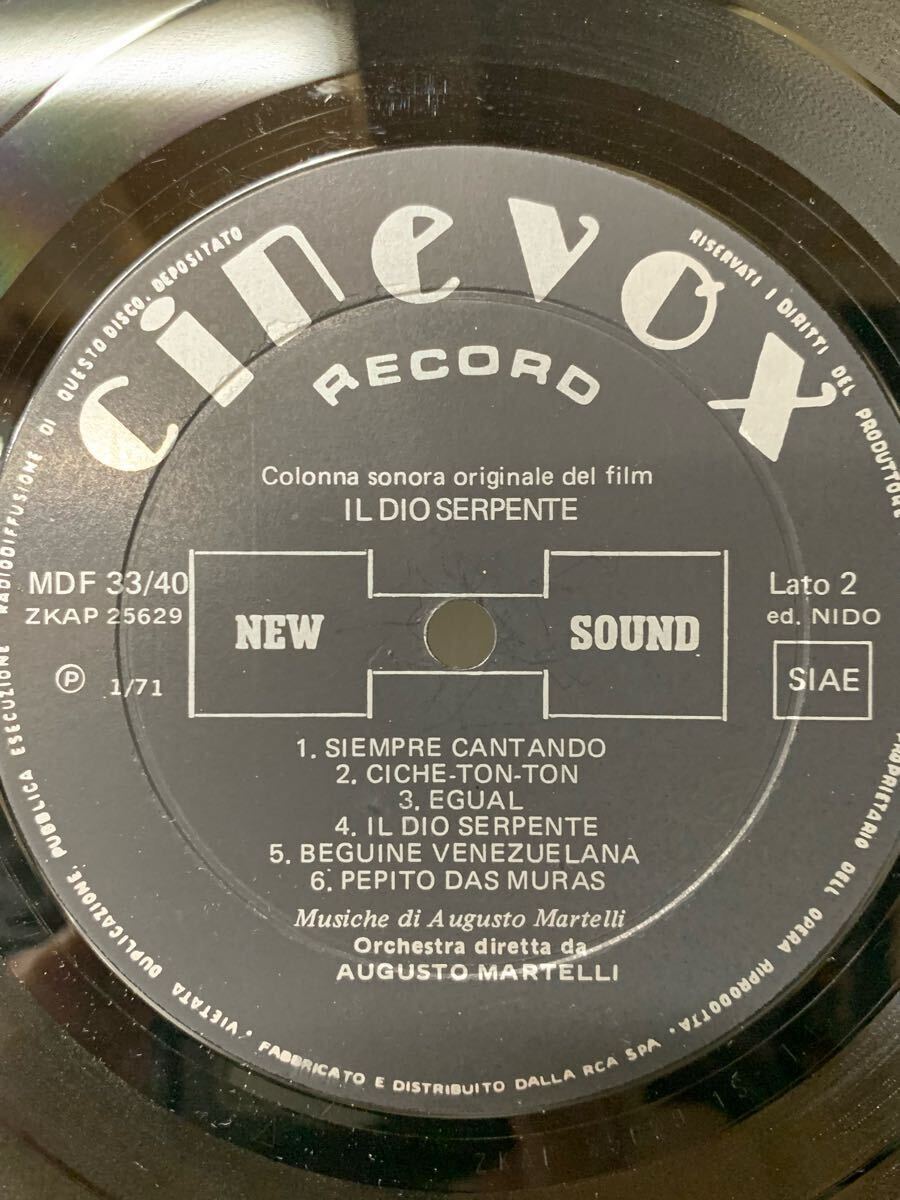 cinevox
RECORD
Colonna sonora originale del film
IL DIO SERPENTE
MDF 33/40
ZKAP 25629
Ⓟ 1/71
NEW SOUND
Lato 2
ed. NIDO
SIAE
1. SIEMPRE CANTANDO
2. CICHE-TON-TON
3. EGUAL
4. IL DIO SERPENTE
5. BEGUINE VENEZUELANA
6. PEPITO DAS MURAS
Musiche di Augusto Martelli
Orchestra diretta da
AUGUSTO MARTELLI
RISERVATI I DIRITTI DEL PRODUTTORE
PROPRIETARIO DELL OPERA RIPRODOTTA •
FABBRICATO E DISTRIBUITO DALLA RCA SPA •
VIETATA DUPLICAZIONE, PUBBLICA ESECUZIONE RADIODIFFUSIONE DI QUESTO DISCO. DEPOSITATO